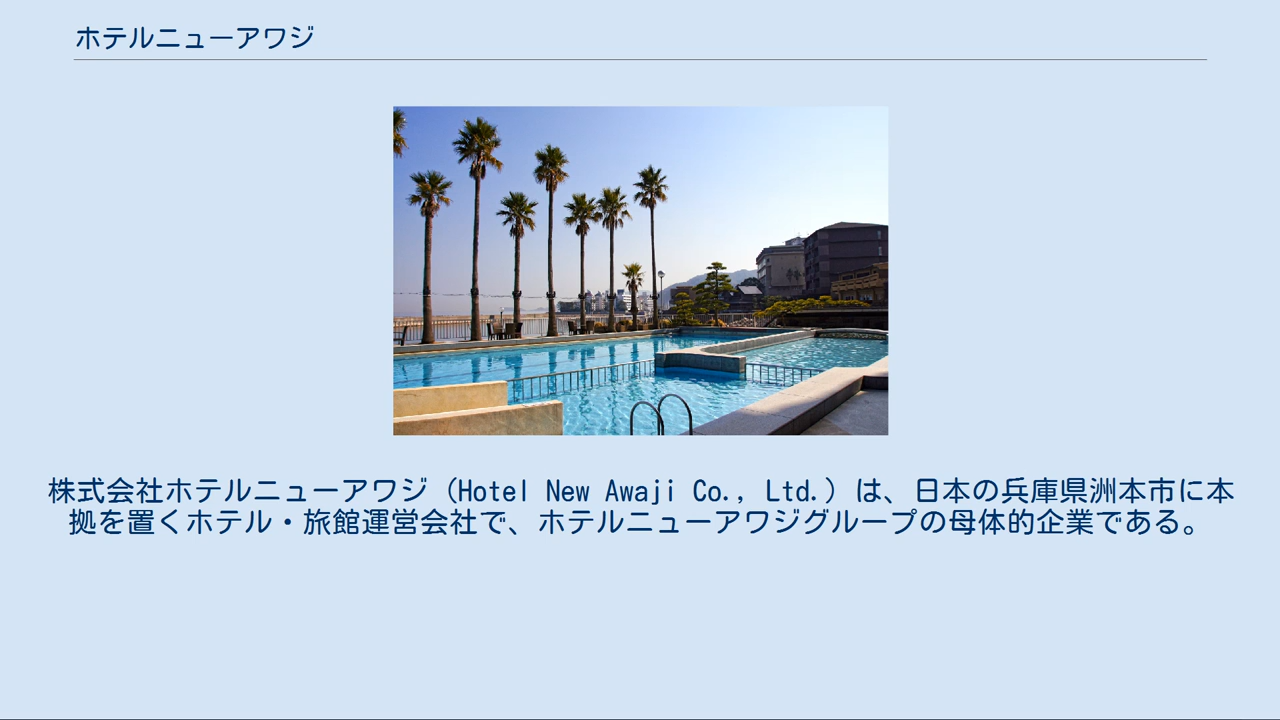 ホテルニューアワジ
株式会社ホテルニューアワジ（Hotel New Awaji Co., Ltd.）は、日本の兵庫県洲本市に本
拠を置くホテル・旅館運営会社で、ホテルニューアワジグループの母体的企業である。